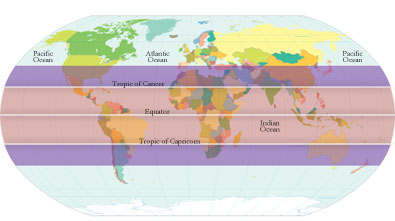 Pacific
Ocean
Atlantic
Ocean
Pacific
Ocean
Tropic of Cancer
Equator
Indian
Ocean
Tropic of Capricorn